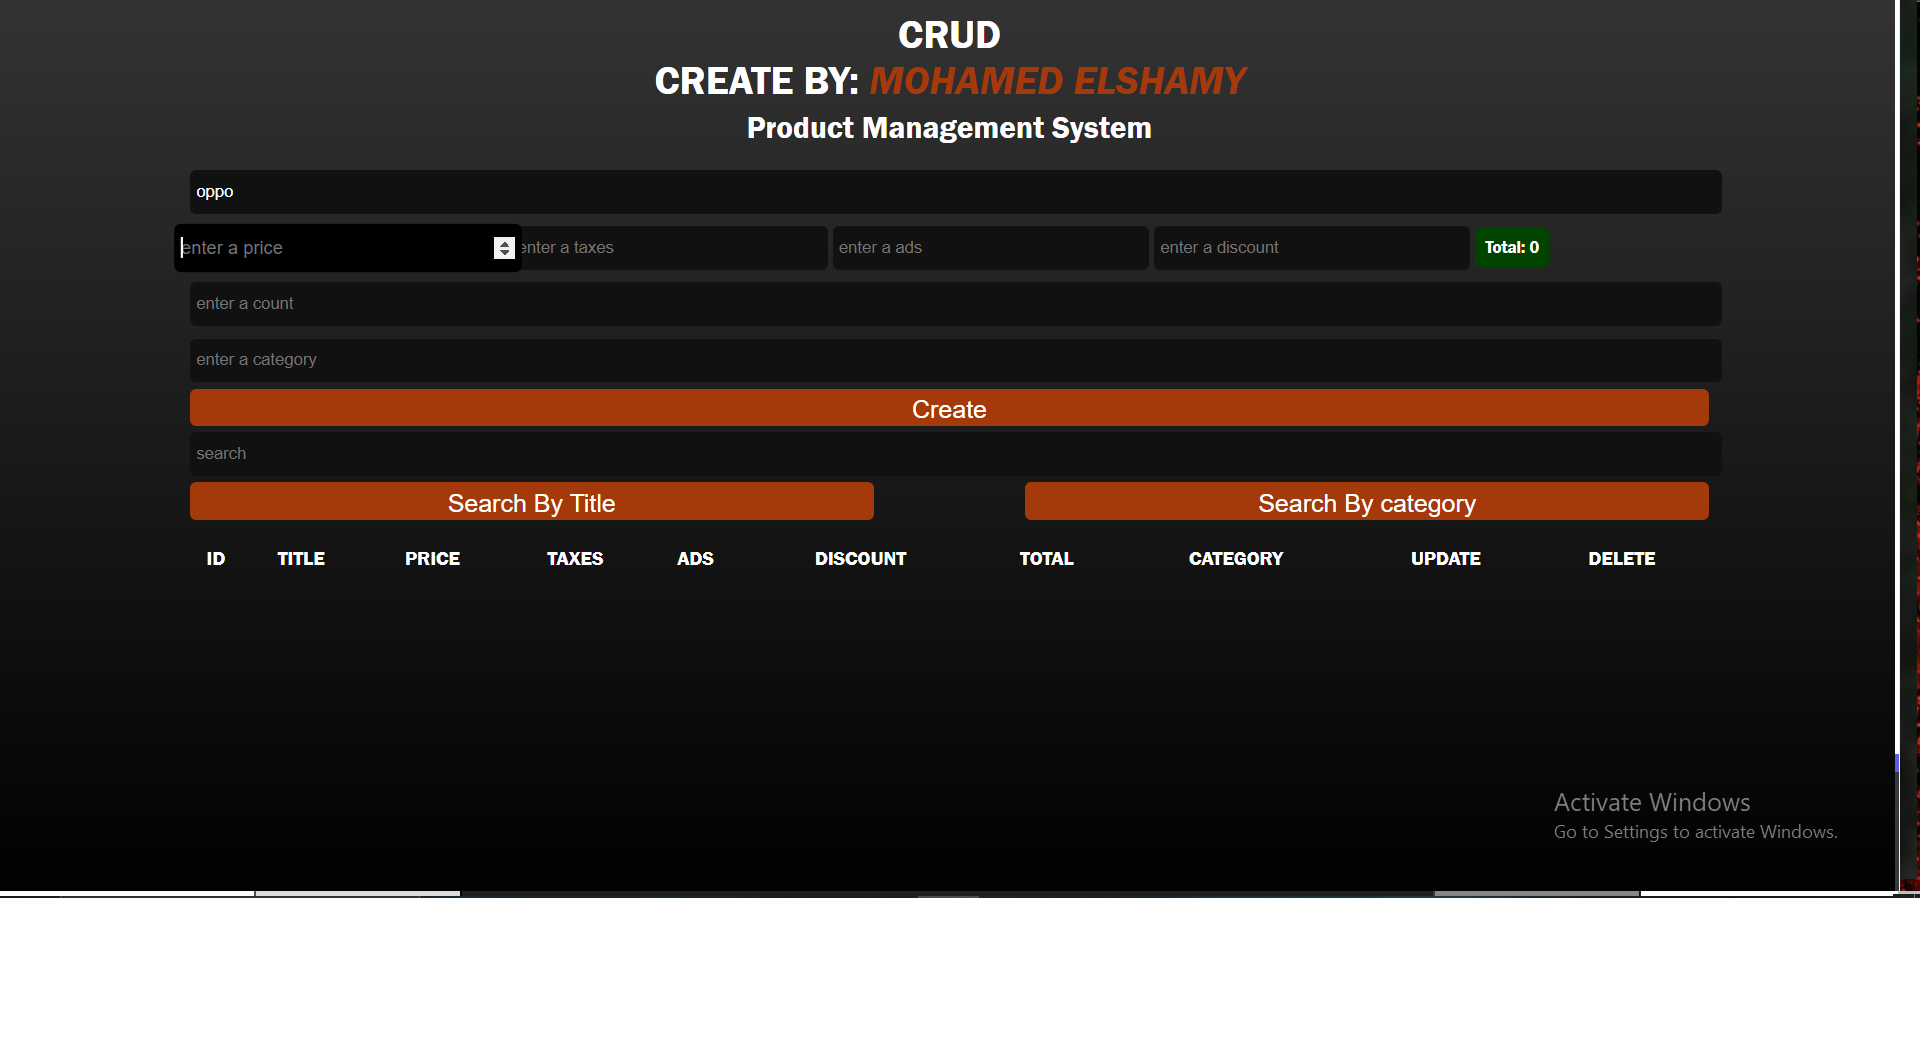 CRUD
CREATE BY: MOHAMED ELSHAMY
Product Management System
oppo
enter a price enter a taxes enter a ads enter a discount Total: 0
enter a count
enter a category
Create
search
Search By Title Search By category
ID TITLE PRICE TAXES ADS DISCOUNT TOTAL CATEGORY UPDATE DELETE
Activate Windows
Go to Settings to activate Windows.